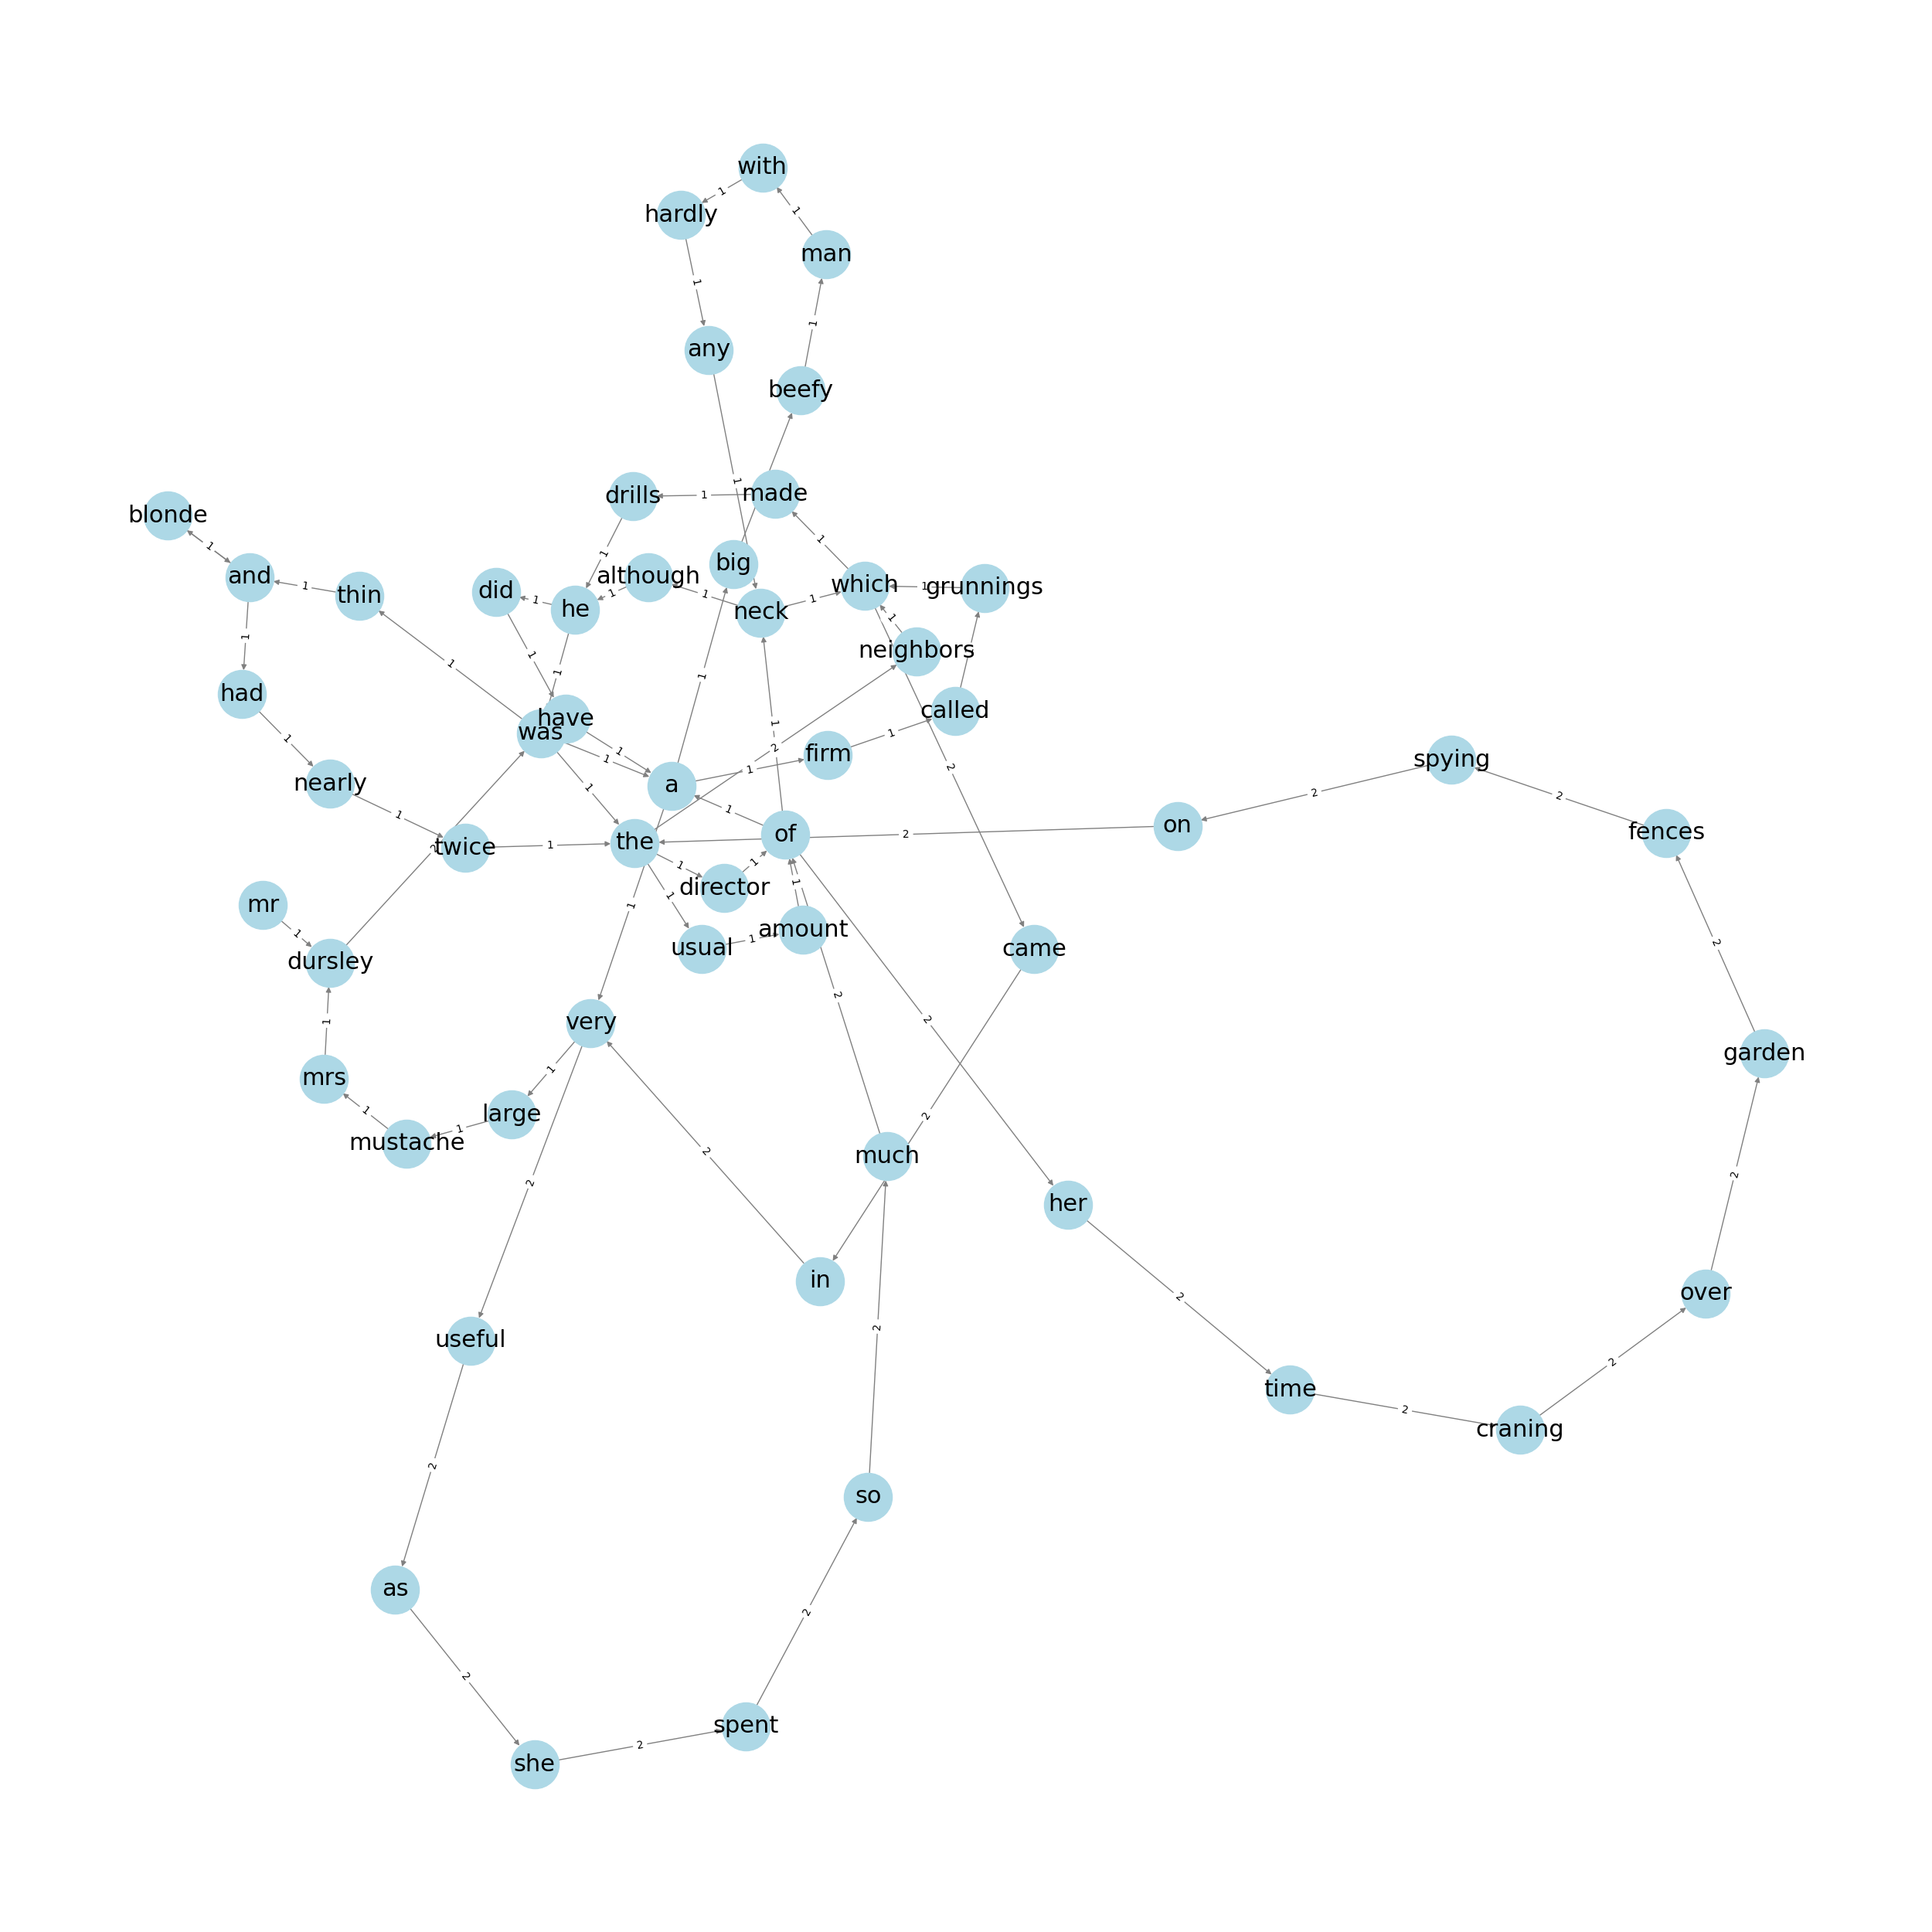 with
hardly
man
any
beefy
made
drills
blonde
big
although
and
which
grunnings
did
thin
he
neck
neighbors
had
called
have
was
firm
spying
nearly
a
on
of
fences
the
twice
director
mr
amount
usual
came
dursley
very
garden
mrs
large
mustache
much
her
in
over
useful
time
craning
so
as
spent
she